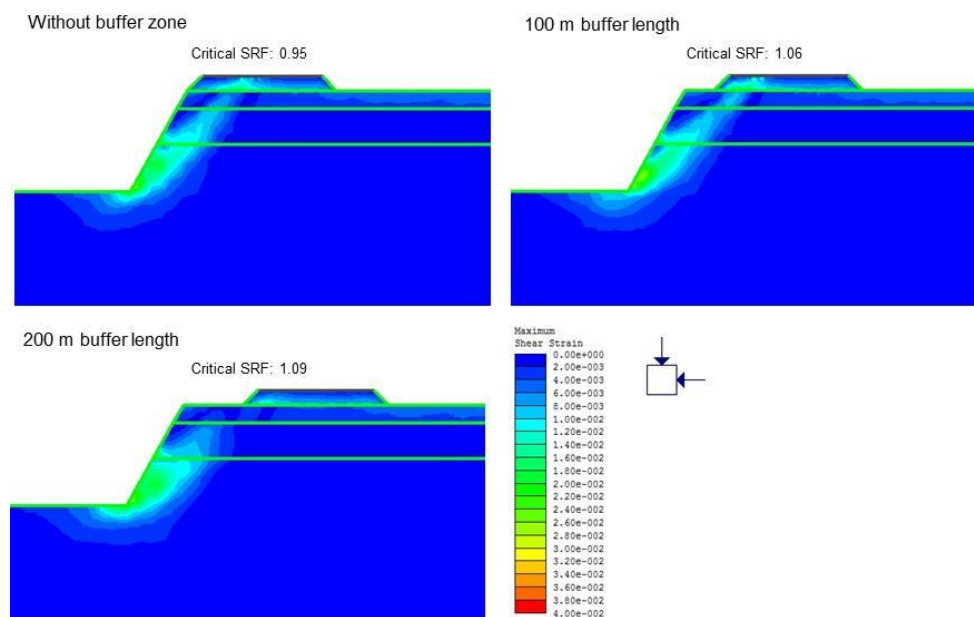 Without buffer zone
Critical SRF: 0.95
100 m buffer length
Critical SRF: 1.06
200 m buffer length
Critical SRF: 1.09
Maximum
Shear Strain
0.00e+000
2.00e-003
4.00e-003
6.00e-003
8.00e-003
1.00e-002
1.20e-002
1.40e-002
1.60e-002
1.80e-002
2.00e-002
2.20e-002
2.40e-002
2.60e-002
2.80e-002
3.00e-002
3.20e-002
3.40e-002
3.60e-002
3.80e-002
4.00e-002